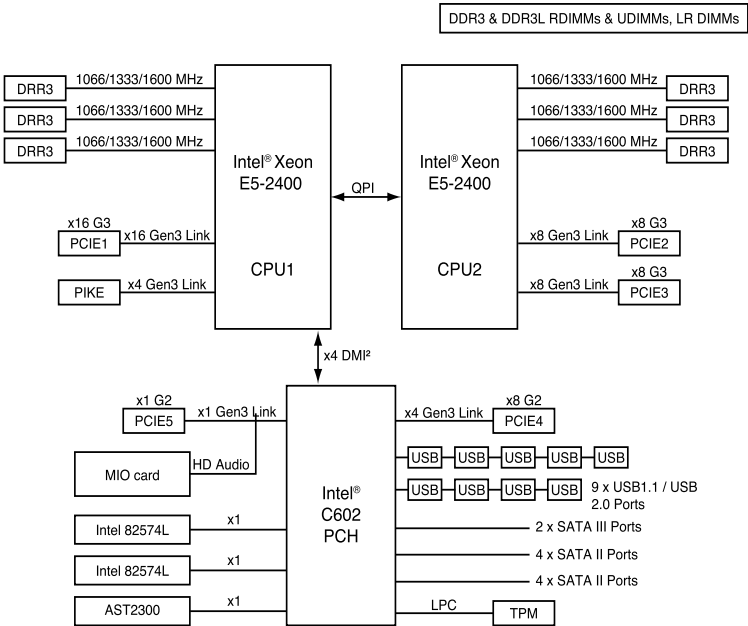 DDR3 & DDR3L RDIMMs & UDIMMs, LR DIMMs
DRR3
1066/1333/1600 MHz
1066/1333/1600 MHz
DRR3
DRR3
1066/1333/1600 MHz
1066/1333/1600 MHz
DRR3
DRR3
1066/1333/1600 MHz
1066/1333/1600 MHz
DRR3
Intel® Xeon
E5-2400
CPU1
QPI
Intel® Xeon
E5-2400
CPU2
x16 G3
PCIE1
x16 Gen3 Link
x8 Gen3 Link
x8 G3
PCIE2
PIKE
x4 Gen3 Link
x8 Gen3 Link
x8 G3
PCIE3
x4 DMI²
x1 G2
PCIE5
x1 Gen3 Link
x4 Gen3 Link
x8 G2
PCIE4
MIO card
HD Audio
Intel®
C602
PCH
USB USB USB USB USB
USB USB USB USB
9 x USB1.1 / USB
2.0 Ports
Intel 82574L
x1
2 x SATA III Ports
Intel 82574L
x1
4 x SATA II Ports
4 x SATA II Ports
AST2300
x1
LPC
TPM